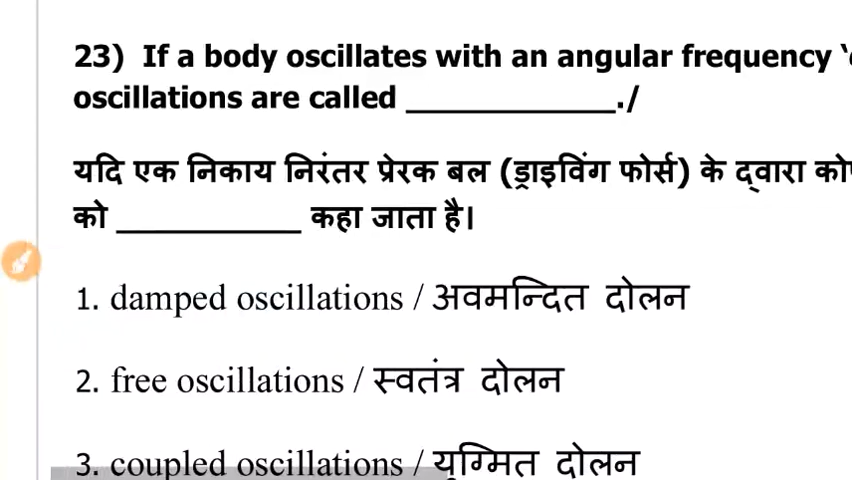 23) If a body oscillates with an angular frequency
oscillations are called ____________./
यदि एक निकाय निरंतर प्रेरक बल (ड्राइविंग फोर्स) के द्वारा
को ____________ कहा जाता है।
1. damped oscillations / अवमन्दित दोलन
2. free oscillations / स्वतंत्र दोलन
3. coupled oscillations / युग्मित दोलन